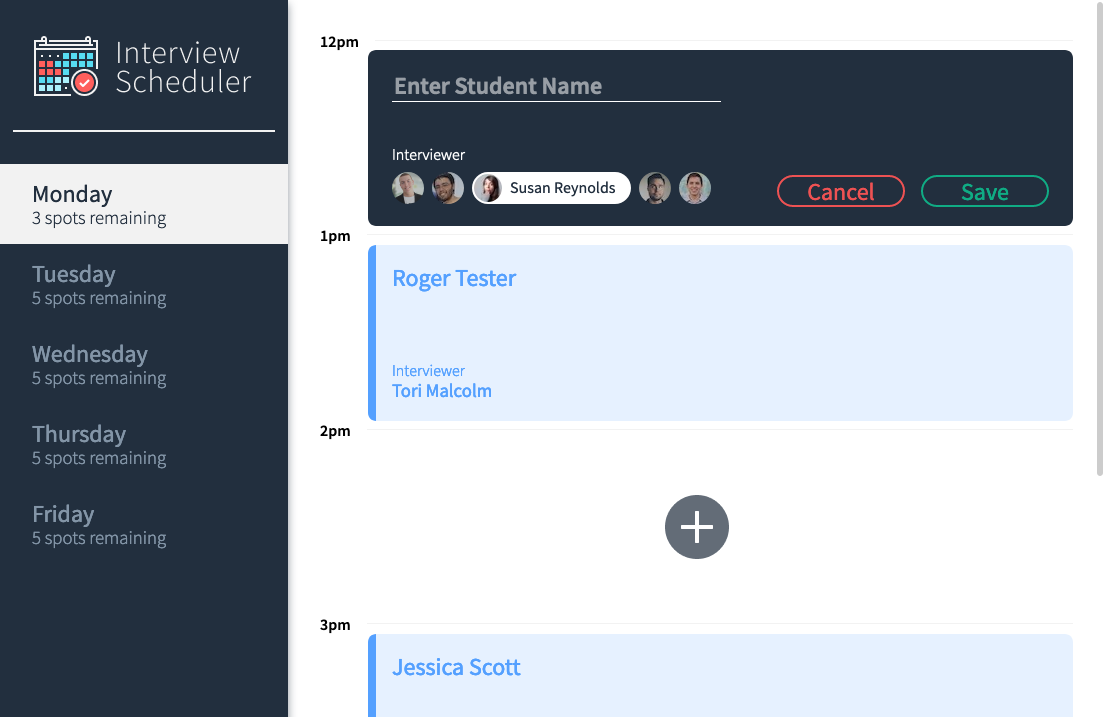 Interview
Scheduler
Monday
3 spots remaining
Tuesday
5 spots remaining
Wednesday
5 spots remaining
Thursday
5 spots remaining
Friday
5 spots remaining
12pm
Enter Student Name
Interviewer
Susan Reynolds
Cancel
Save
1pm
Roger Tester
Interviewer
Tori Malcolm
2pm
3pm
Jessica Scott